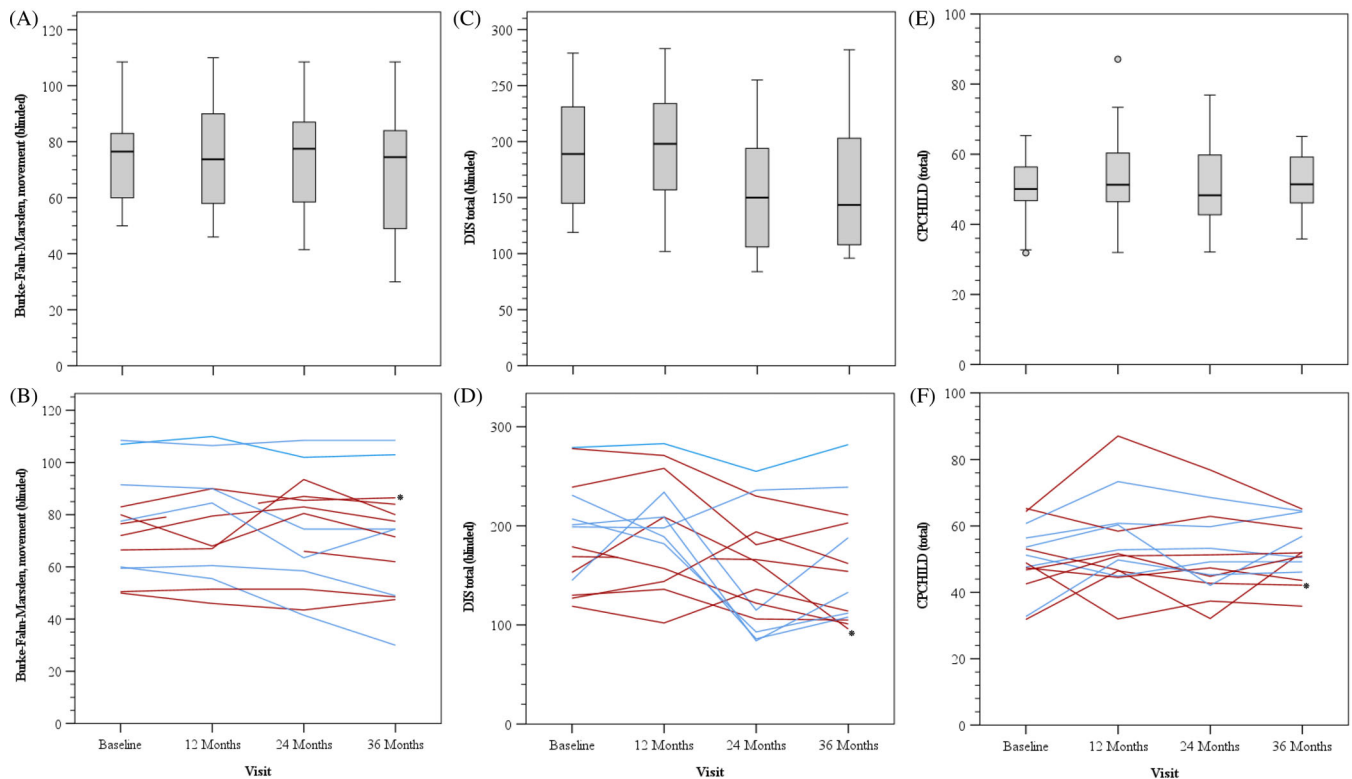 (A)
Burke-Fahn-Marsden, movement (blinded)
120
100
80
60
40
20
0
(C)
DIS total (blinded)
300
250
200
150
100
50
0
(E)
CPCHILD (total)
100
80
60
40
20
0
(B)
Burke-Fahn-Marsden, movement (blinded)
120
100
80
60
40
20
0
Baseline 12 Months 24 Months 36 Months
Visit
*
(D)
DIS total (blinded)
300
200
100
0
Baseline 12 Months 24 Months 36 Months
Visit
*
(F)
CPCHILD (total)
100
80
60
40
20
0
Baseline 12 Months 24 Months 36 Months
Visit
*